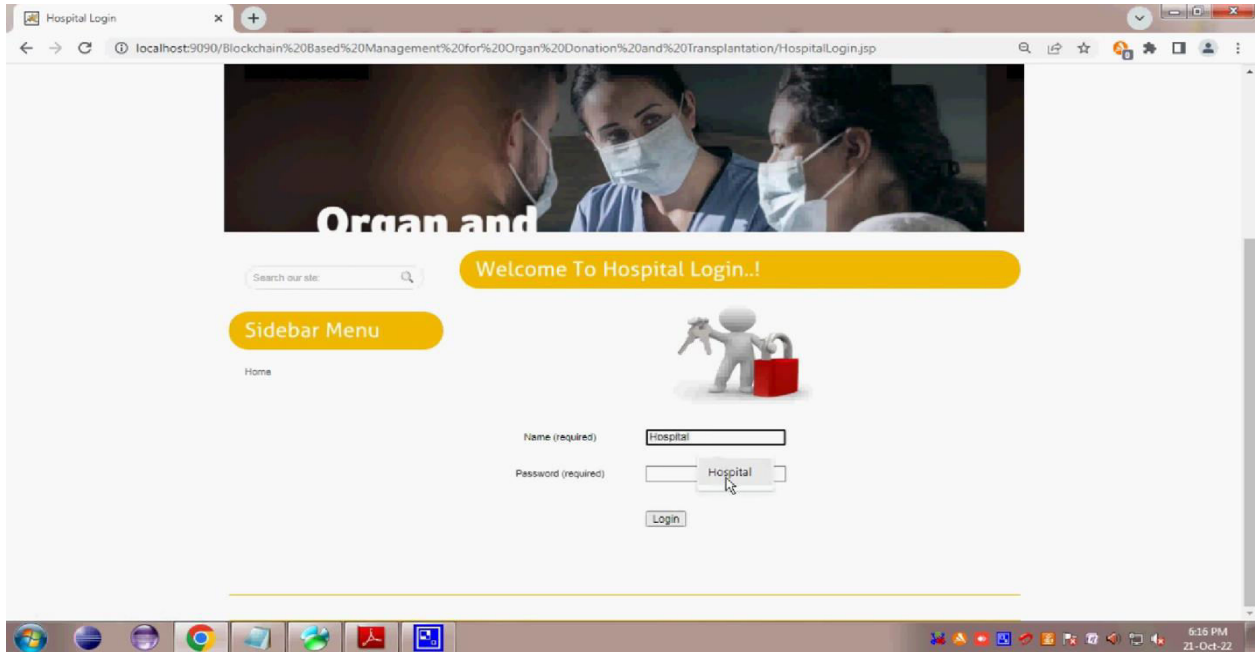 Hospital Login
localhost:9090/Blockchain%20Based%20Management%20for%20Organ%20Donation%20and%20Transplantation/HospitalLogin.jsp
Organ and
Search our site:
Welcome To Hospital Login..!
Sidebar Menu
Home
Name (required)
Hospital
Password (required)
Hospital
Login
6:16 PM
21-Oct-22